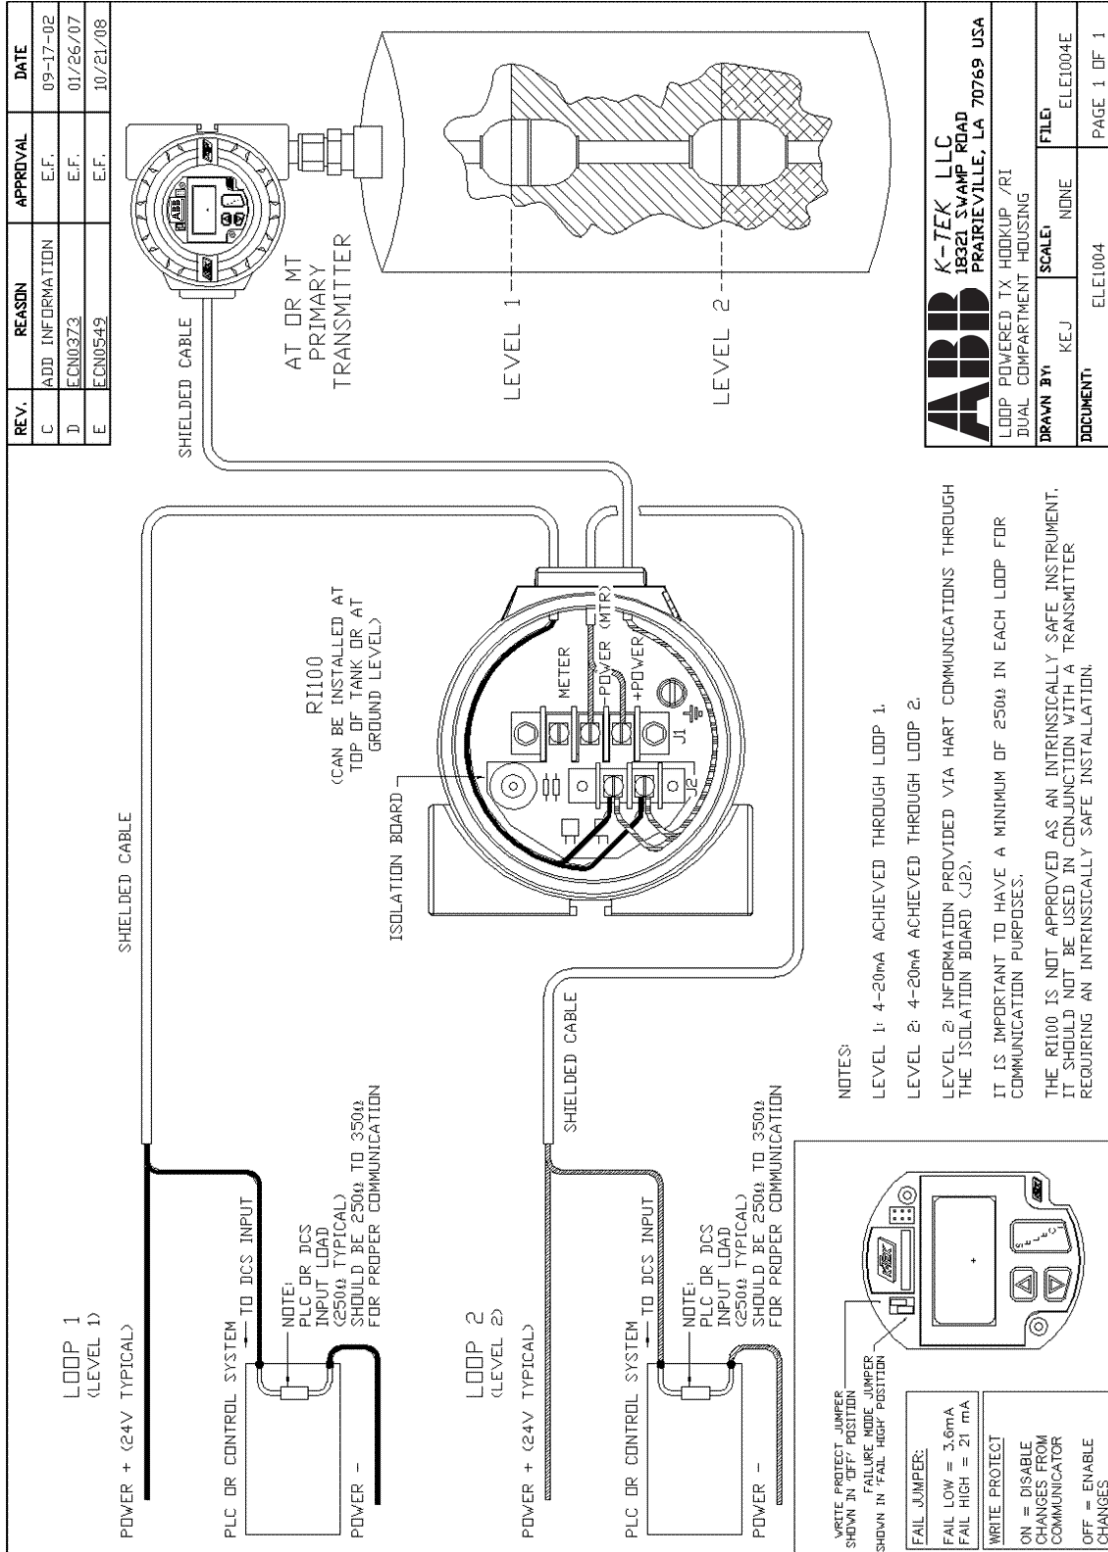 LOOP 1
(LEVEL 1)
POWER + (24V TYPICAL)
PLC OR CONTROL SYSTEM
TO DCS INPUT
NOTE:
PLC OR DCS
INPUT LOAD
(250Ω TYPICAL)
SHOULD BE 250Ω TO 350Ω
FOR PROPER COMMUNICATION
POWER -
SHIELDED CABLE
LOOP 2
(LEVEL 2)
POWER + (24V TYPICAL)
PLC OR CONTROL SYSTEM
TO DCS INPUT
NOTE:
PLC OR DCS
INPUT LOAD
(250Ω TYPICAL)
SHOULD BE 250Ω TO 350Ω
FOR PROPER COMMUNICATION
POWER -
SHIELDED CABLE
RI100
(CAN BE INSTALLED AT
TOP OF TANK OR AT
GROUND LEVEL)
ISOLATION BOARD
METER
-POWER (MTR)
+POWER
J1
J2
SHIELDED CABLE
AT OR MT
PRIMARY
TRANSMITTER
ABB
LEVEL 1
LEVEL 2
REV. REASON APPROVAL DATE
C ADD INFORMATION E.F. 09-17-02
D ECN0373 E.F. 01/26/07
E ECN0549 E.F. 10/21/08
WRITE PROTECT JUMPER
SHOWN IN 'OFF' POSITION
FAILURE MODE JUMPER
SHOWN IN 'FAIL HIGH' POSITION
FAIL JUMPER:
FAIL LOW = 3.6mA
FAIL HIGH = 21 mA
WRITE PROTECT
ON = DISABLE
CHANGES FROM
COMMUNICATOR
OFF = ENABLE
CHANGES
NOTES:
LEVEL 1: 4-20mA ACHIEVED THROUGH LOOP 1.
LEVEL 2: 4-20mA ACHIEVED THROUGH LOOP 2.
LEVEL 2: INFORMATION PROVIDED VIA HART COMMUNICATIONS THROUGH
THE ISOLATION BOARD (J2).
IT IS IMPORTANT TO HAVE A MINIMUM OF 250Ω IN EACH LOOP FOR
COMMUNICATION PURPOSES.
THE RI100 IS NOT APPROVED AS AN INTRINSICALLY SAFE INSTRUMENT.
IT SHOULD NOT BE USED IN CONJUNCTION WITH A TRANSMITTER
REQUIRING AN INTRINSICALLY SAFE INSTALLATION.
ABB
K-TEK LLC
18321 SWAMP ROAD
PRAIRIEVILLE, LA 70769 USA
LOOP POWERED TX HOOKUP /RI
DUAL COMPARTMENT HOUSING
DRAWN BY: KEJ SCALE: NONE FILE: ELE1004E
DOCUMENT: ELE1004 PAGE 1 OF 1